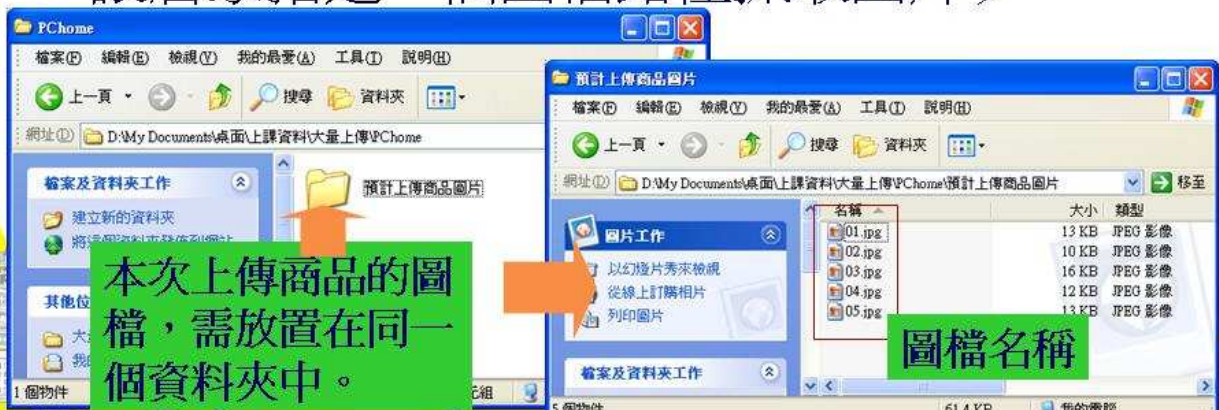 PChome
檔案(F) 編輯(E) 檢視(V) 我的最愛(A) 工具(T) 說明(H)
上一頁 搜尋 資料夾
網址(D) D:\My Documents\桌面\上課資料\大量上傳\PChome
檔案及資料夾工作
建立新的資料夾
其他位
預計上傳商品圖片
1 個物件
本次上傳商品的圖
檔,需放置在同一
個資料夾中。
預計上傳商品圖片
檔案(F) 編輯(E) 檢視(V) 我的最愛(A) 工具(T) 說明(H)
上一頁 搜尋 資料夾
網址(D) D:\My Documents\桌面\上課資料\大量上傳\PChome\預計上傳商品圖片 移至
圖片工作
以幻燈片秀來檢視
從線上訂購相片
列印圖片
檔案及資料夾工作
名稱 大小 類型
01.jpg 13 KB JPEG 影像
02.jpg 10 KB JPEG 影像
03.jpg 16 KB JPEG 影像
04.jpg 12 KB JPEG 影像
05.jpg 13 KB JPEG 影像
圖檔名稱
5 個物件 61.4 KB 我的電腦